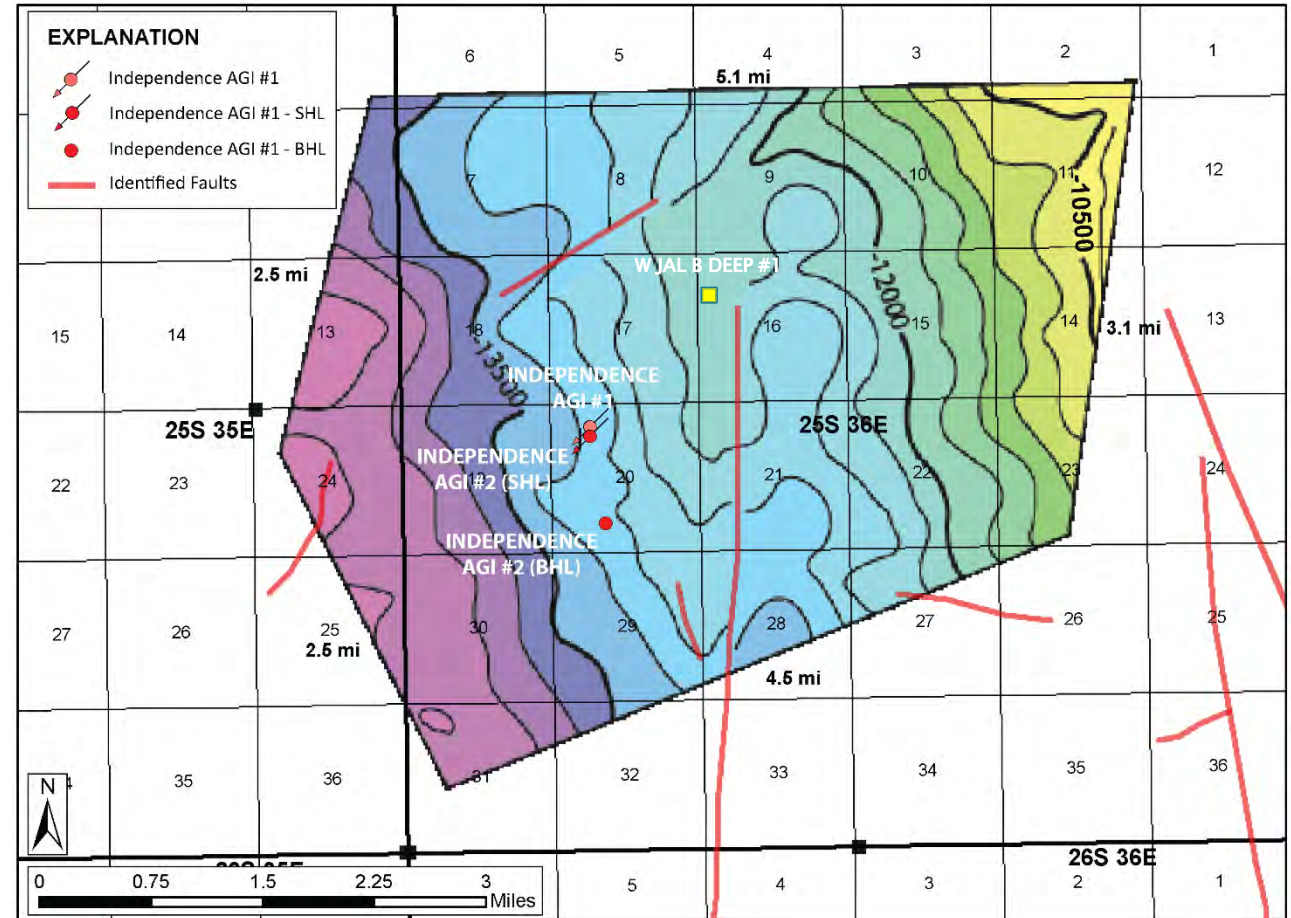 EXPLANATION
Independence AGI #1
Independence AGI #1 - SHL
Independence AGI #1 - BHL
Identified Faults
6 5 4 3 2 1
5.1 mi
7 8 9 10 11 12
-10500
2.5 mi
W JAL B DEEP #1
-12000
15 14 13 18 17 16 15 14 13
3.1 mi
-13500
INDEPENDENCE
AGI #1
25S 35E
25S 36E
INDEPENDENCE
AGI #2 (SHL)
22 23 24 19 20 21 22 23 24
INDEPENDENCE
AGI #2 (BHL)
27 26 25 30 29 28 27 26 25
2.5 mi
4.5 mi
N
4 35 36 31 32 33 34 35 36
26S 36E
0 0.75 1.5 2.25 3
Miles
5 4 3 2 1